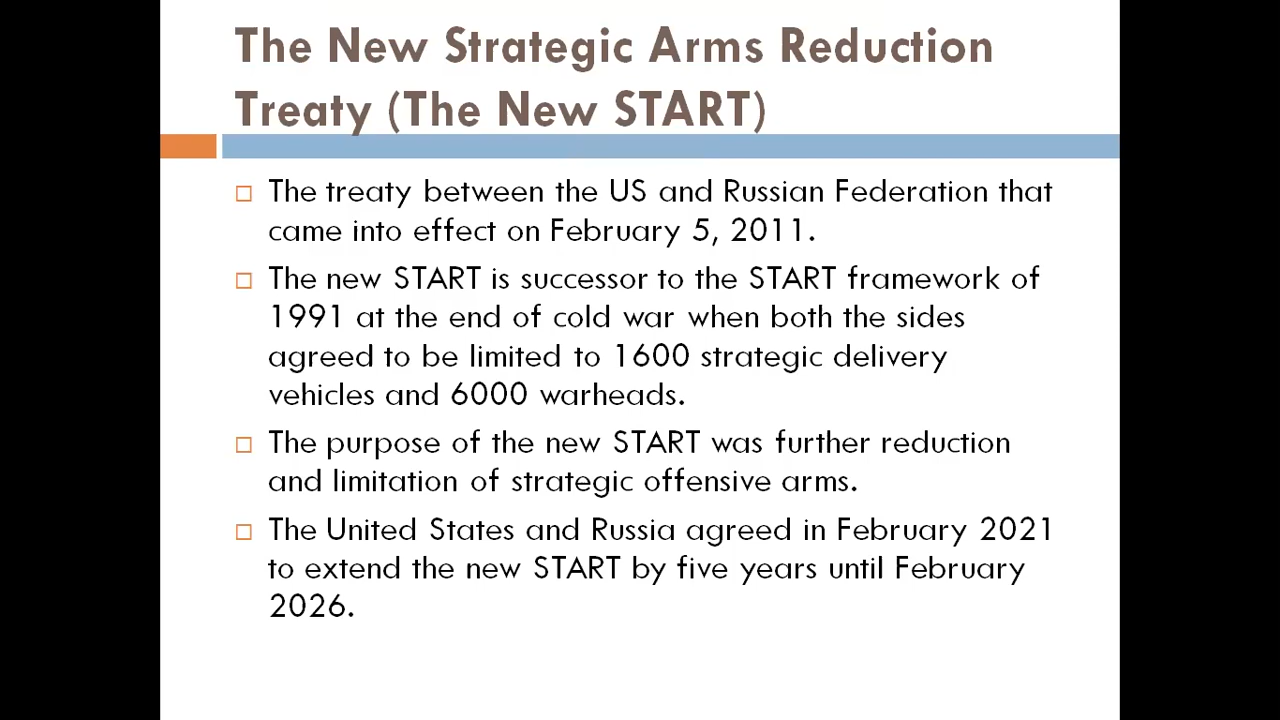 The New Strategic Arms Reduction
Treaty (The New START)
The treaty between the US and Russian Federation that
came into effect on February 5, 2011.
The new START is successor to the START framework of
1991 at the end of cold war when both the sides
agreed to be limited to 1600 strategic delivery
vehicles and 6000 warheads.
The purpose of the new START was further reduction
and limitation of strategic offensive arms.
The United States and Russia agreed in February 2021
to extend the new START by five years until February
2026.